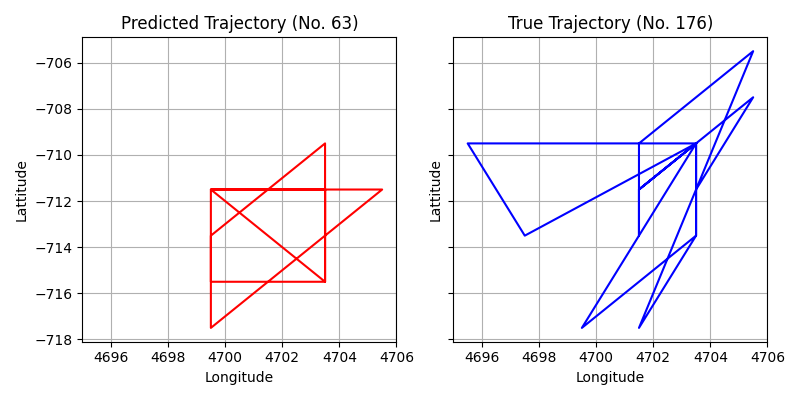 Predicted Trajectory (No. 63)
True Trajectory (No. 176)
−706
−708
−710
−712
−714
−716
−718
Lattitude
Lattitude
4696 4698 4700 4702 4704 4706
4696 4698 4700 4702 4704 4706
Longitude
Longitude